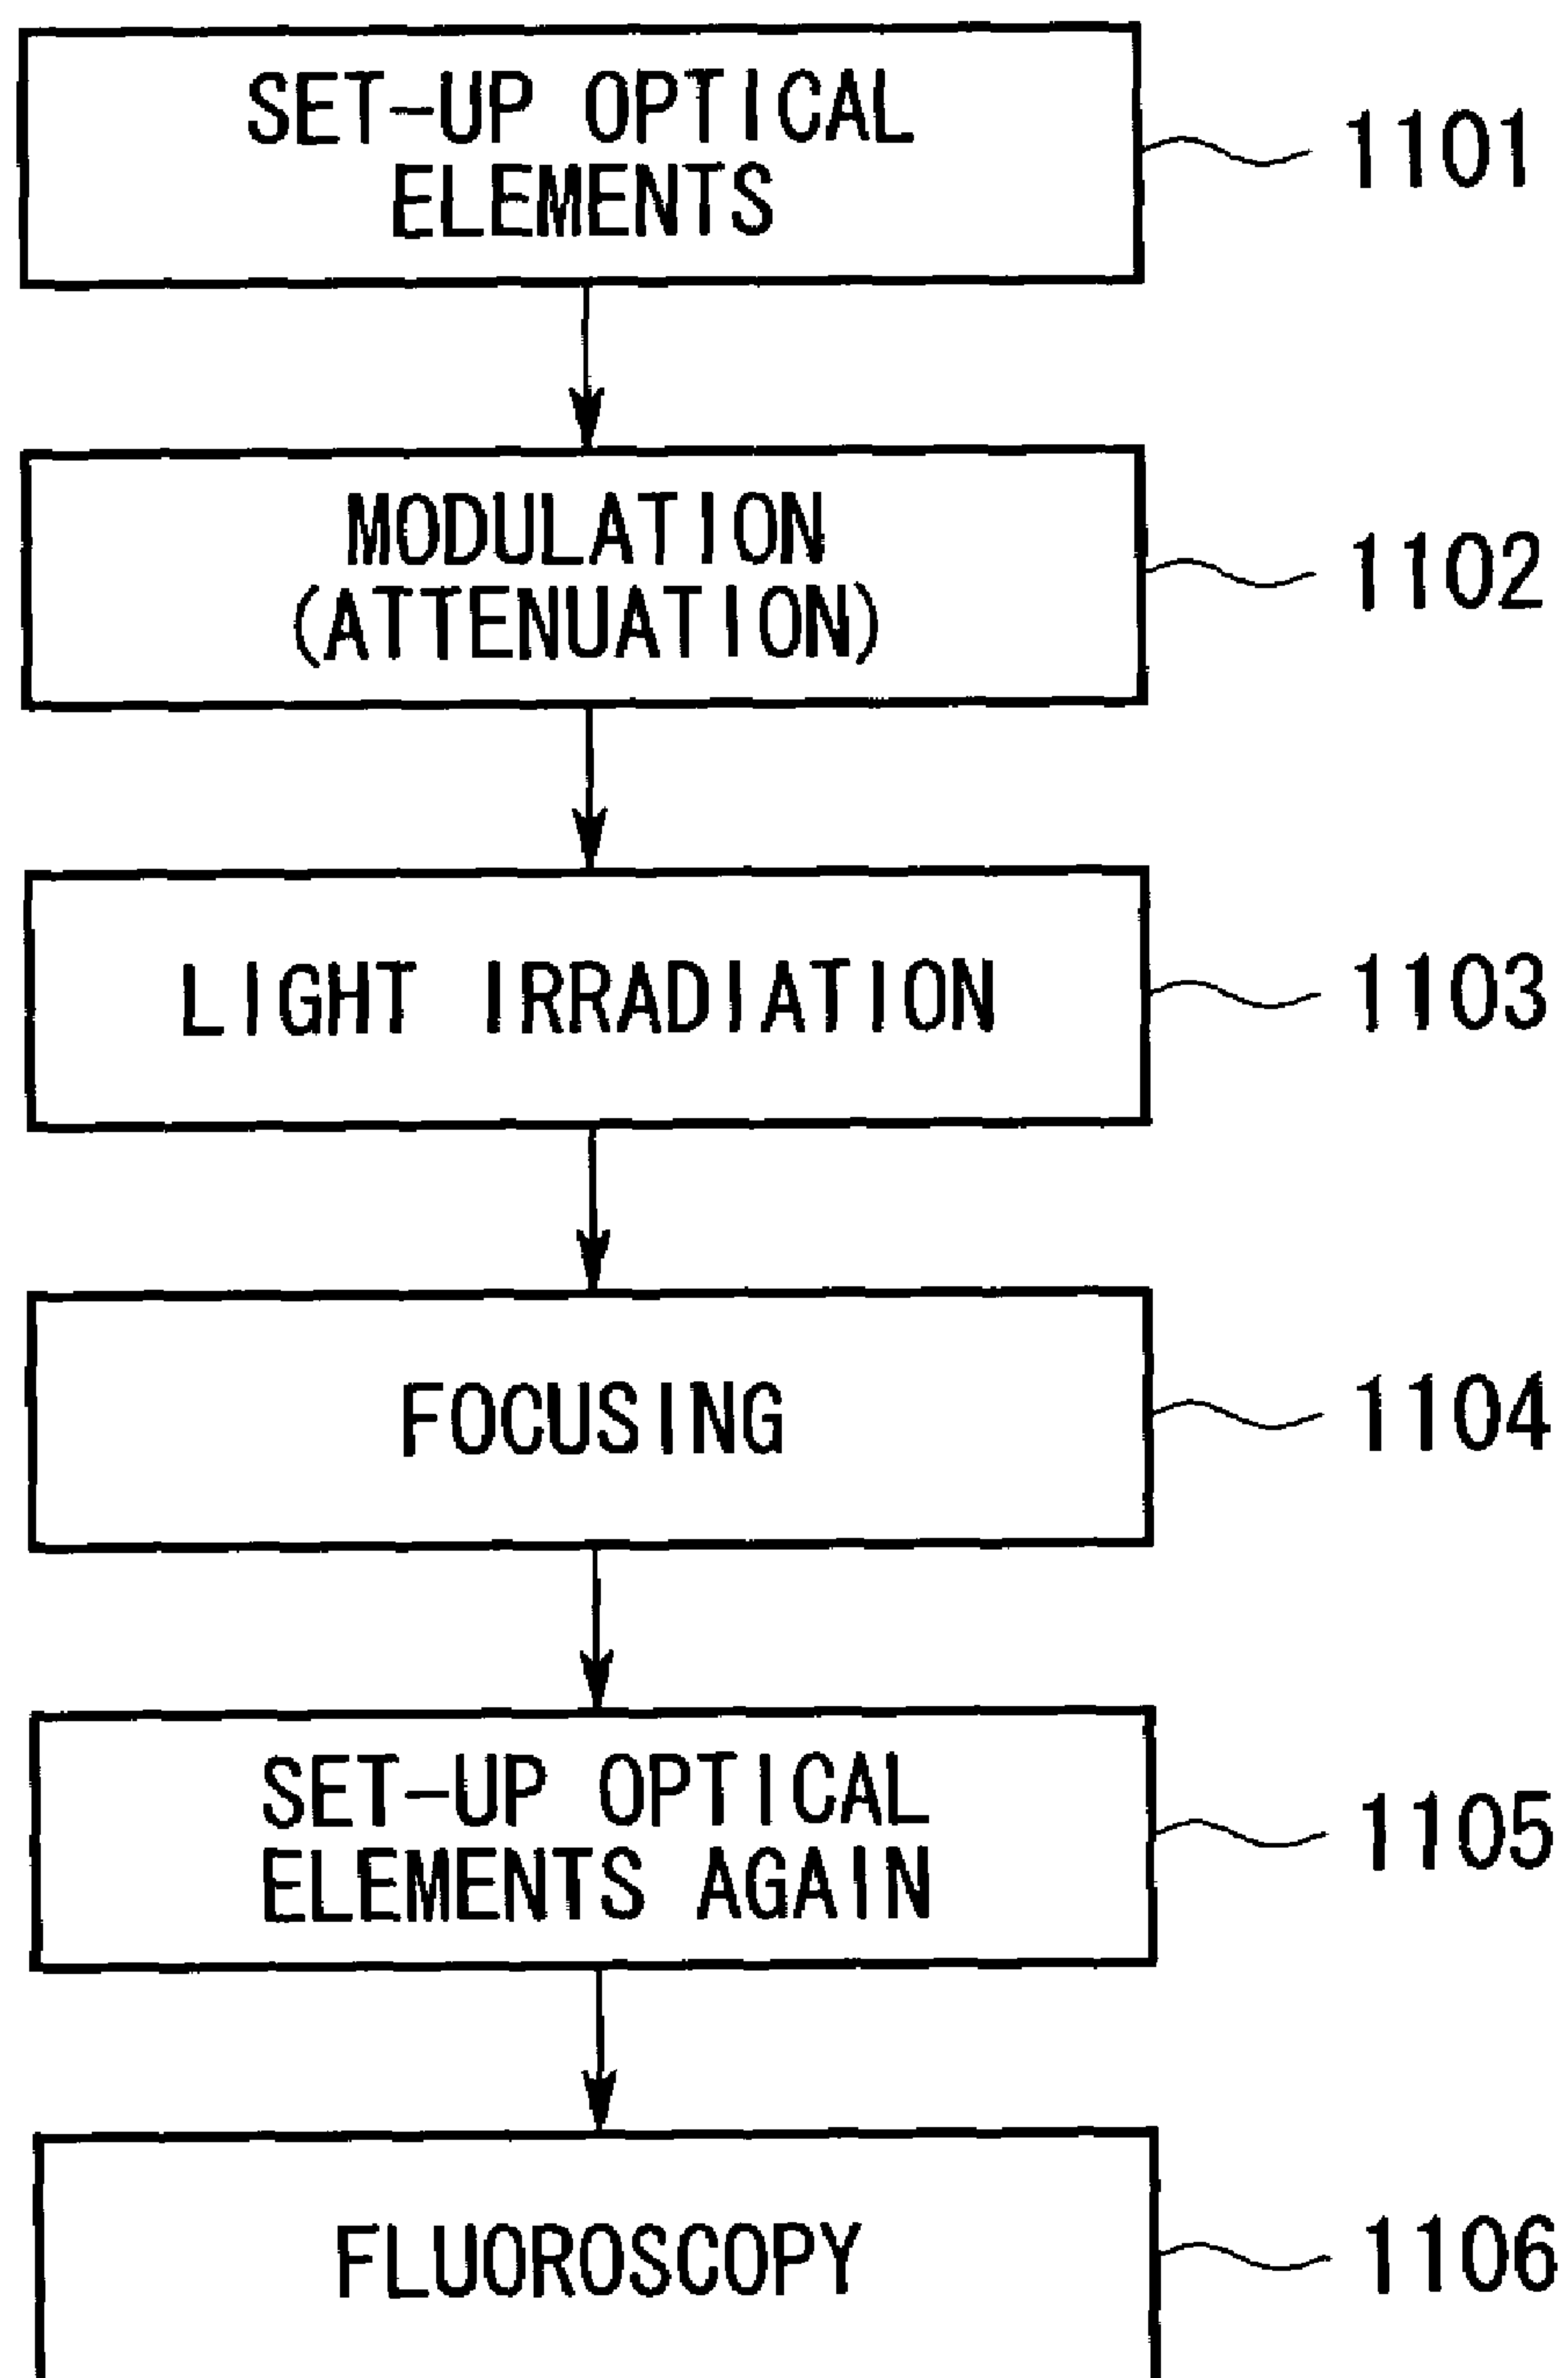 SET-UP OPTICAL
ELEMENTS
1101
MODULATION
(ATTENUATION)
1102
LIGHT IRRADIATION
1103
FOCUSING
1104
SET-UP OPTICAL
ELEMENTS AGAIN
1105
FLUOROSCOPY
1106